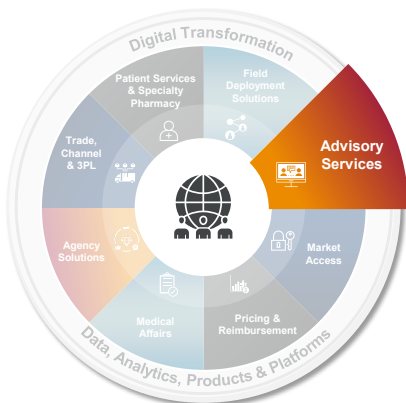 Digital Transformation
Patient Services
& Specialty
Pharmacy
Field
Deployment
Solutions
Advisory
Services
Trade,
Channel
& 3PL
Agency
Solutions
Market
Access
Medical
Affairs
Pricing &
Reimbursement
Data, Analytics, Products & Platforms